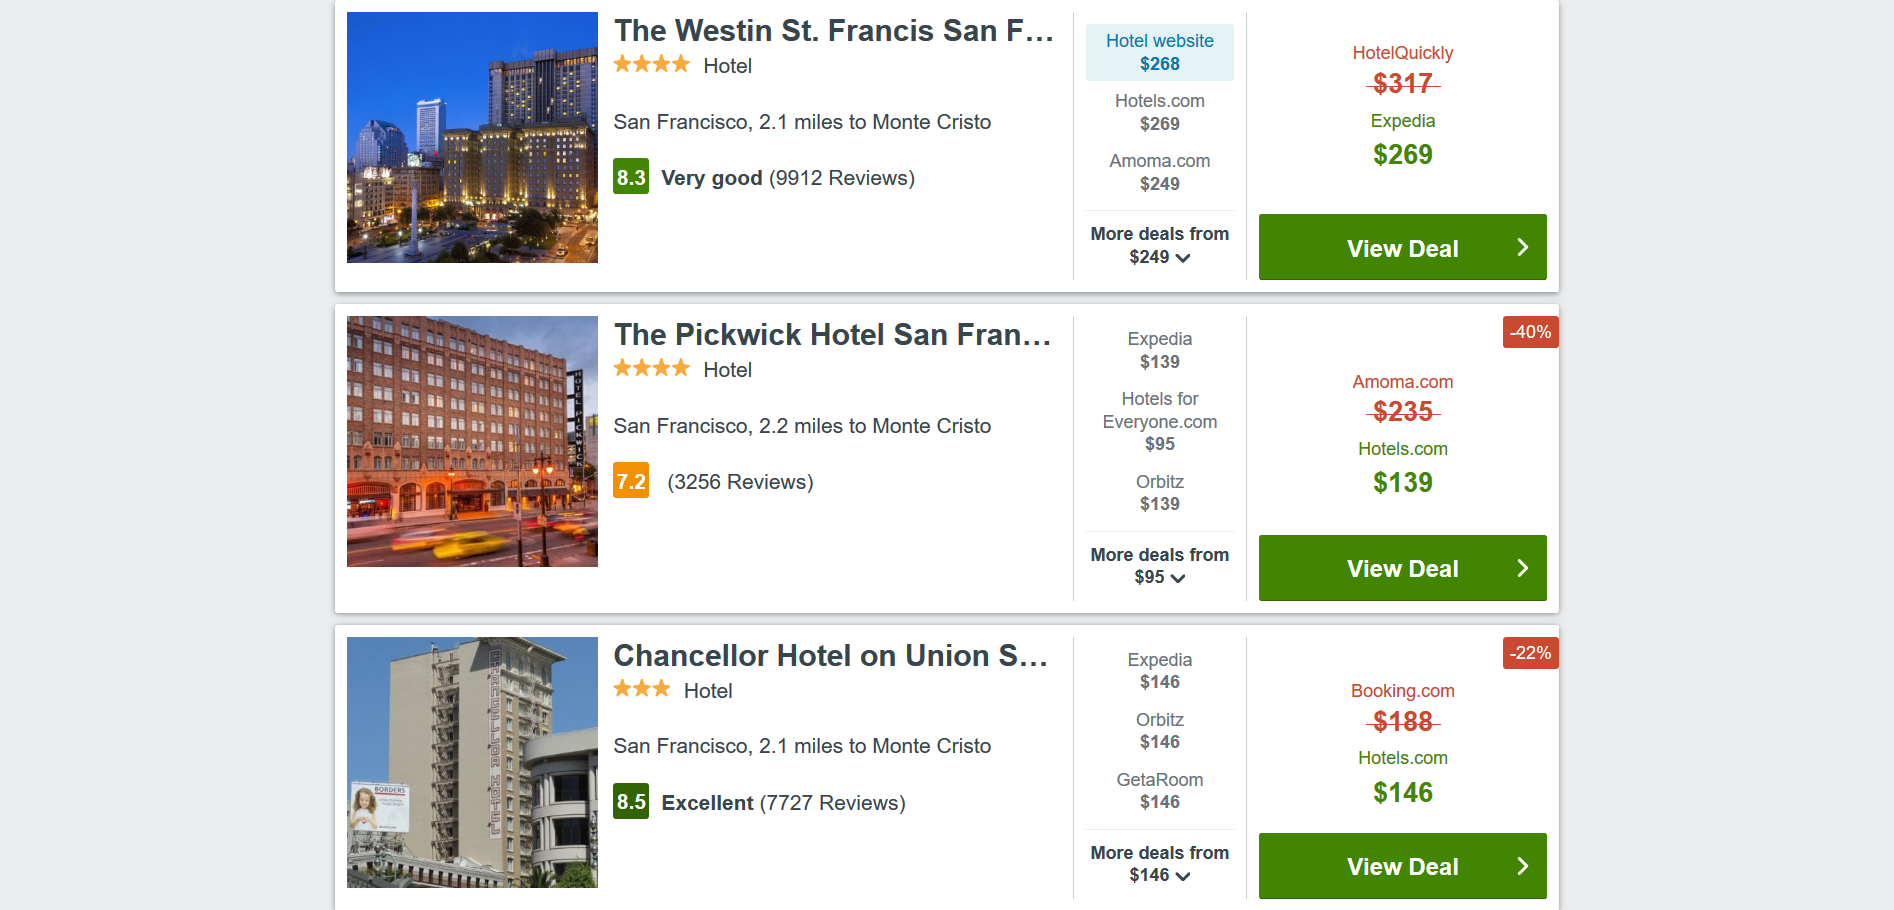 The Westin St. Francis San F...
Hotel
San Francisco, 2.1 miles to Monte Cristo
8.3 Very good (9912 Reviews)
Hotel website
$268
Hotels.com
$269
Amoma.com
$249
More deals from
$249
HotelQuickly
$317
Expedia
$269
View Deal
HOTEL PICKWICK
The Pickwick Hotel San Fran...
Hotel
San Francisco, 2.2 miles to Monte Cristo
7.2 (3256 Reviews)
Expedia
$139
Hotels for
Everyone.com
$95
Orbitz
$139
More deals from
$95
-40%
Amoma.com
$235
Hotels.com
$139
View Deal
CHANCELLOR HOTEL
BORDERS
Chancellor Hotel on Union S...
Hotel
San Francisco, 2.1 miles to Monte Cristo
8.5 Excellent (7727 Reviews)
Expedia
$146
Orbitz
$146
GetaRoom
$146
More deals from
$146
-22%
Booking.com
$188
Hotels.com
$146
View Deal